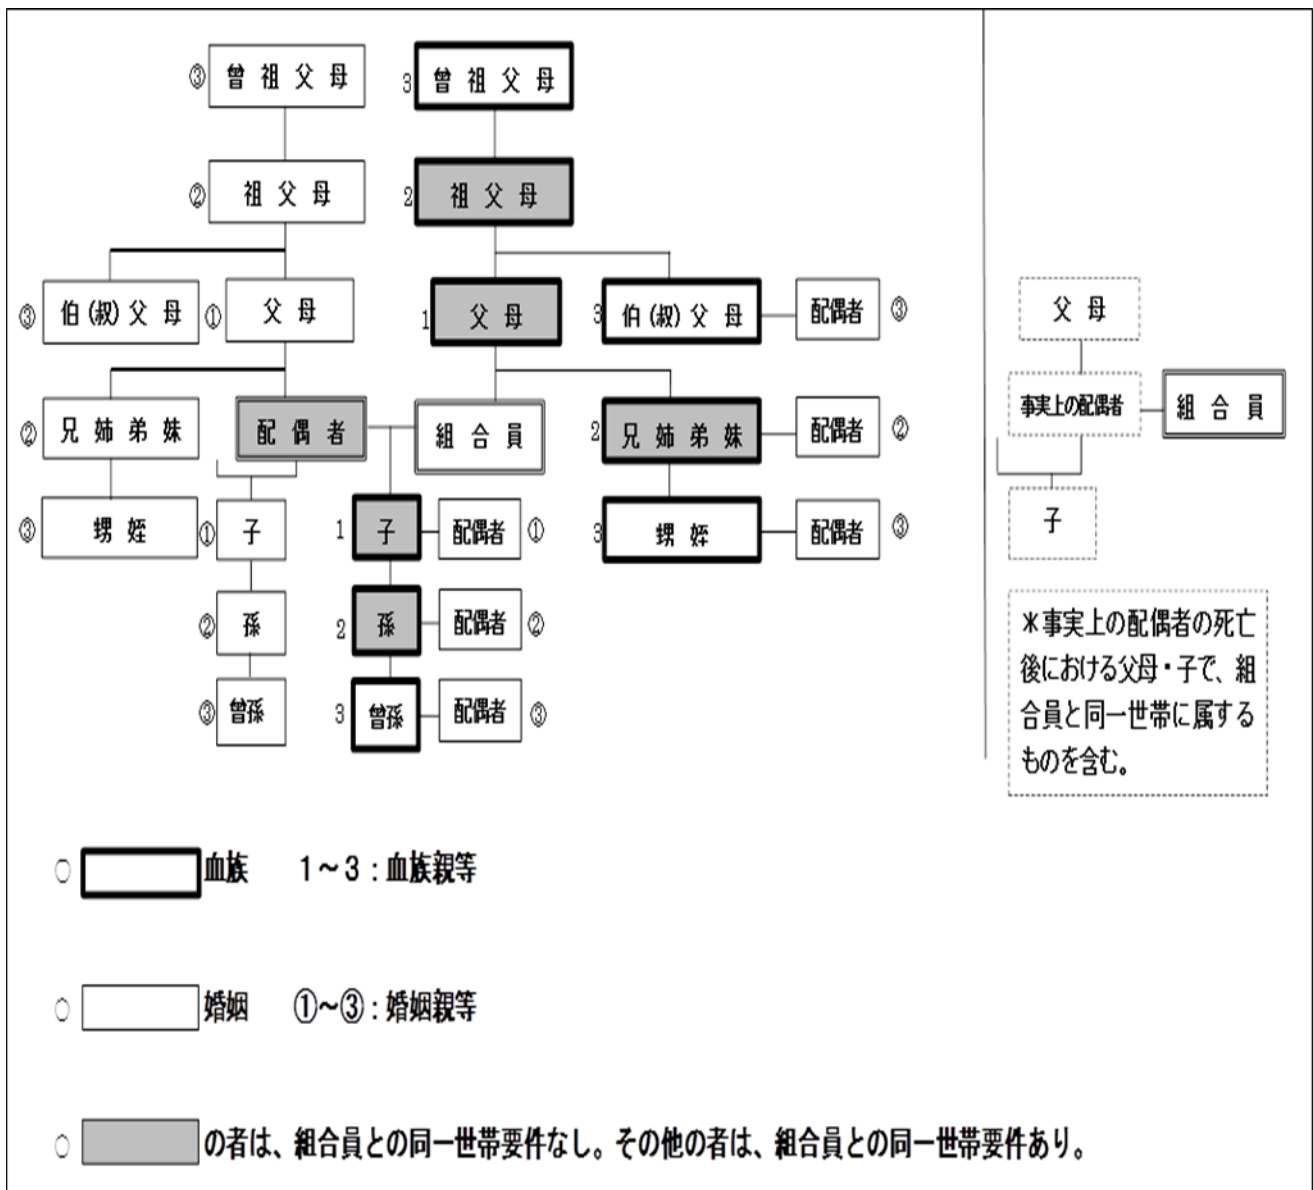 ③ 曾祖父母 3 曾祖父母
② 祖父母 2 祖父母
③ 伯(叔)父母 ① 父母 1 父母 3 伯(叔)父母 配偶者 ③
② 兄姉弟妹 配偶者 組合員 2 兄姉弟妹 配偶者 ②
③ 甥姪 ① 子 1 子 配偶者 ① 3 甥姪 配偶者 ③
② 孫 2 孫 配偶者 ②
③ 曾孫 3 曾孫 配偶者 ③
父母
事実上の配偶者 組合員
子
*事実上の配偶者の死亡
後における父母・子で、組
合員と同一世帯に属する
ものを含む。
○ 血族 1~3:血族親等
○ 婚姻 ①~③:婚姻親等
○ の者は、組合員との同一世帯要件なし。その他の者は、組合員との同一世帯要件あり。